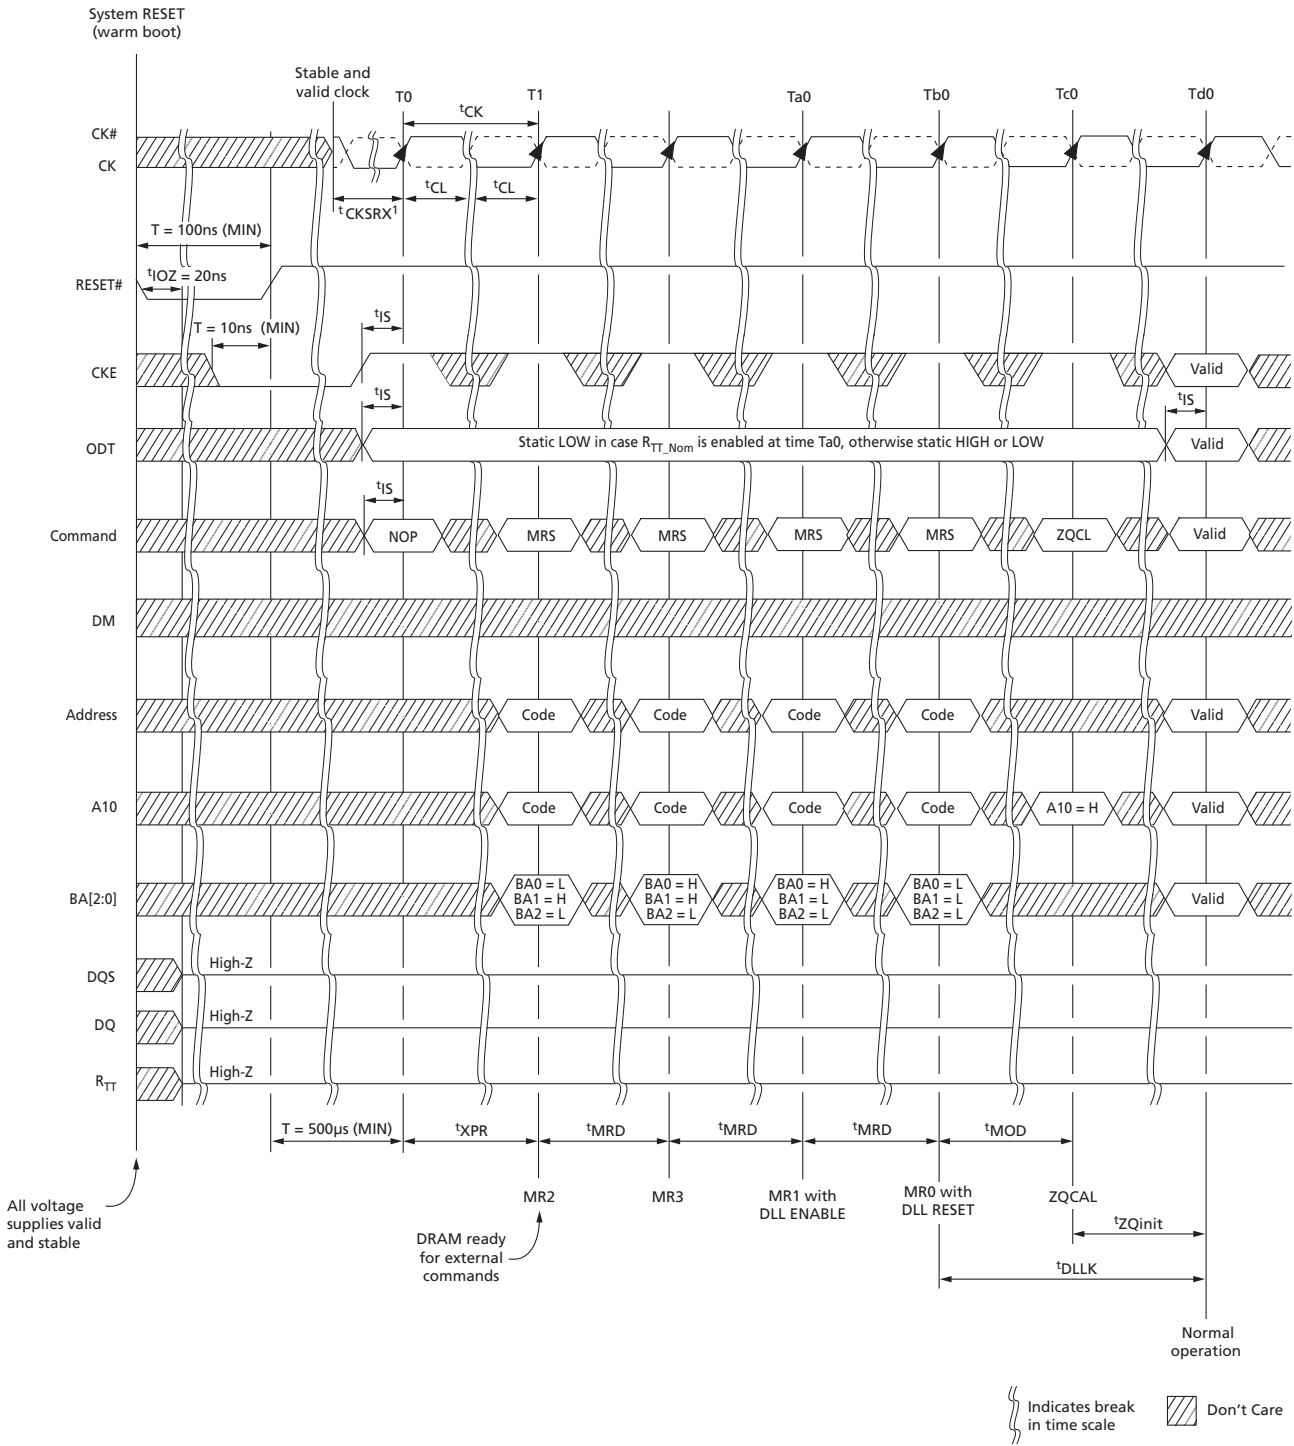 System RESET
(warm boot)
Stable and
valid clock
T0
T1
Ta0
Tb0
Tc0
Td0
tCK
CK#
CK
tCKSRX1
tCL
tCL
T = 100ns (MIN)
tIOZ = 20ns
RESET#
T = 10ns (MIN)
tIS
CKE
Valid
tIS
tIS
ODT
Static LOW in case RTT_Nom is enabled at time Ta0, otherwise static HIGH or LOW
Valid
tIS
Command
NOP
MRS
MRS
MRS
MRS
ZQCL
Valid
DM
Address
Code
Code
Code
Code
Valid
A10
Code
Code
Code
Code
A10 = H
Valid
BA[2:0]
BA0 = L
BA1 = H
BA2 = L
BA0 = H
BA1 = H
BA2 = L
BA0 = H
BA1 = L
BA2 = L
BA0 = L
BA1 = L
BA2 = L
Valid
DQS
High-Z
DQ
High-Z
RTT
High-Z
T = 500µs (MIN)
tXPR
tMRD
tMRD
tMRD
tMOD
All voltage
supplies valid
and stable
MR2
MR3
MR1 with
DLL ENABLE
MR0 with
DLL RESET
ZQCAL
DRAM ready
for external
commands
tZQinit
tDLLK
Normal
operation
Indicates break
in time scale
Don't Care